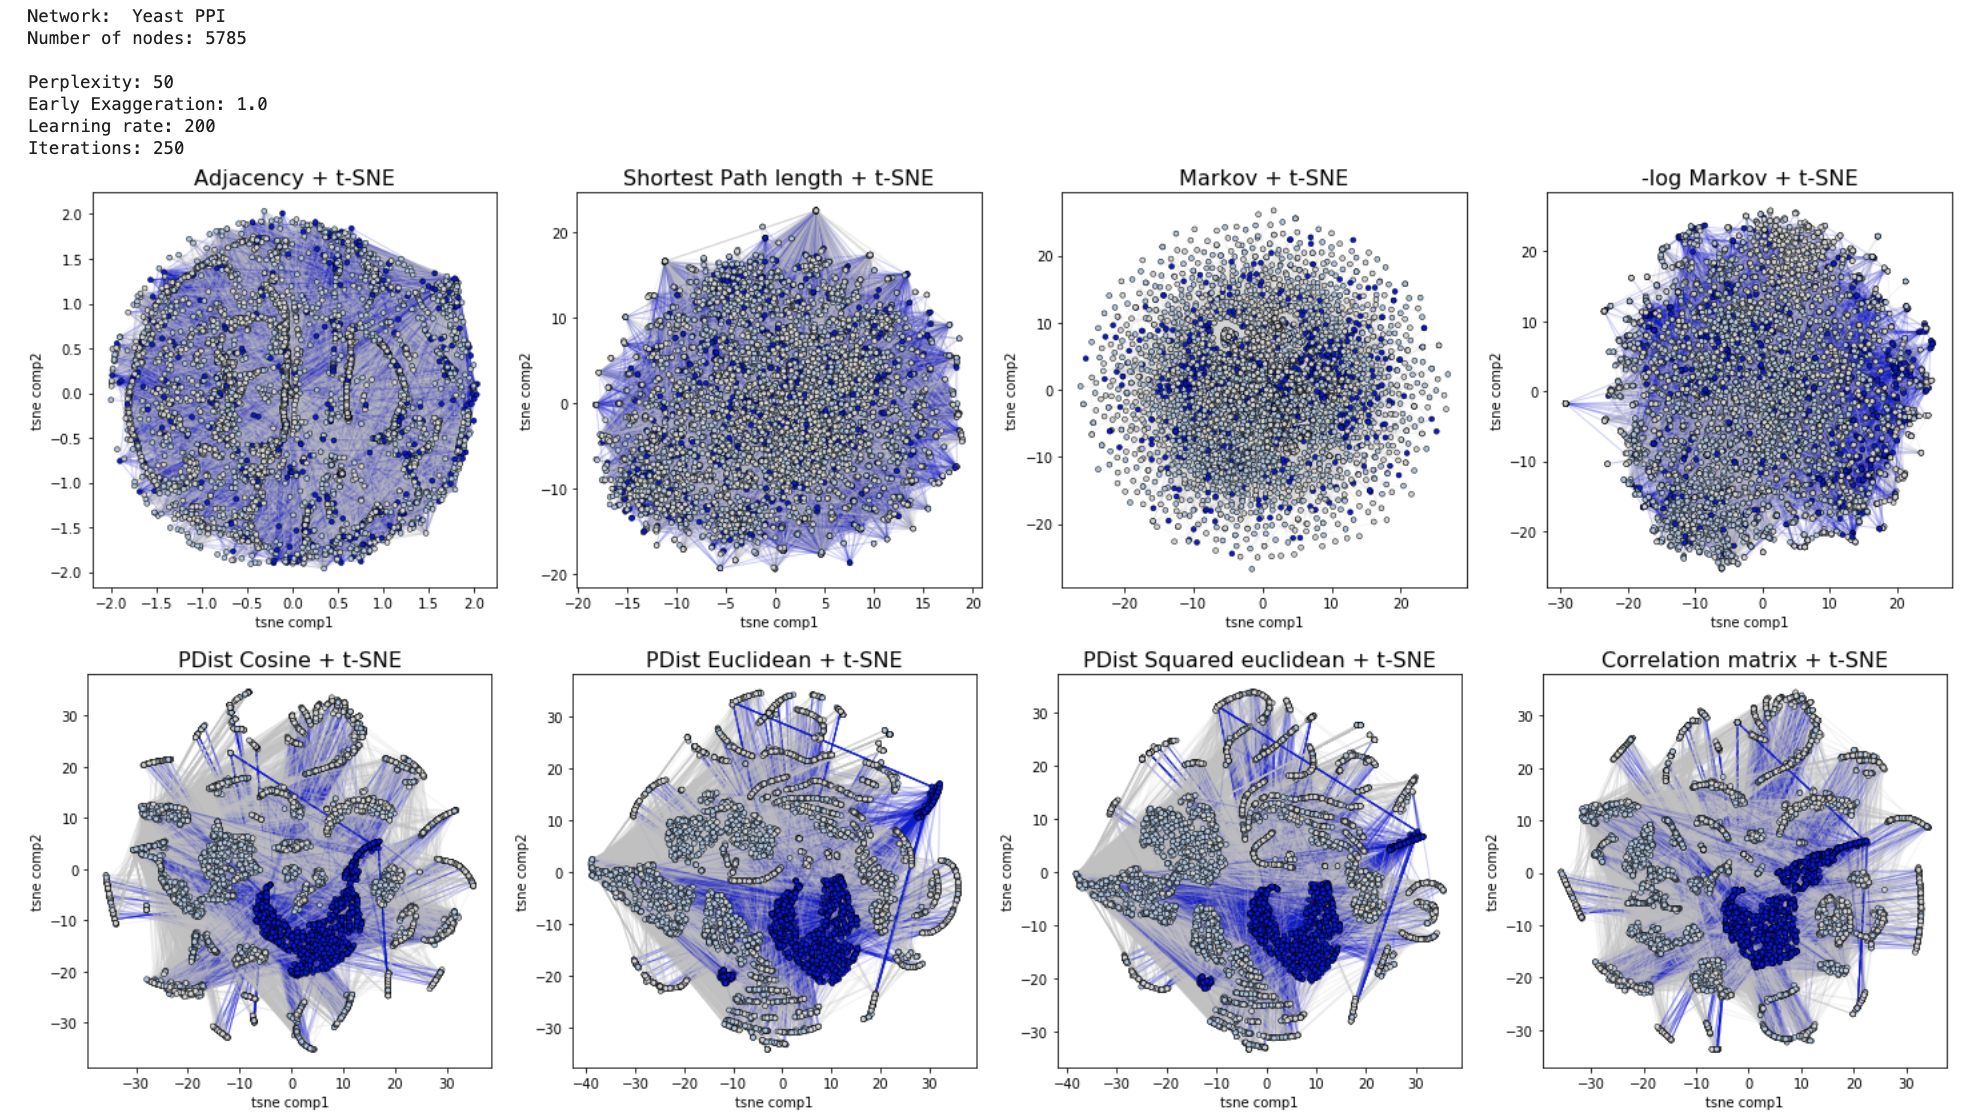 Network:  Yeast PPI
Number of nodes: 5785
Perplexity: 50
Early Exaggeration: 1.0
Learning rate: 200
Iterations: 250
Adjacency + t-SNE
tsne comp2
2.0
1.5
1.0
0.5
0.0
−0.5
−1.0
−1.5
−2.0
−2.0 −1.5 −1.0 −0.5 0.0 0.5 1.0 1.5 2.0
tsne comp1
Shortest Path length + t-SNE
tsne comp2
20
10
0
−10
−20
−20 −15 −10 −5 0 5 10 15 20
tsne comp1
Markov + t-SNE
tsne comp2
20
10
0
−10
−20
−20 −10 0 10 20
tsne comp1
-log Markov + t-SNE
tsne comp2
20
10
0
−10
−20
−30 −20 −10 0 10 20
tsne comp1
PDist Cosine + t-SNE
tsne comp2
30
20
10
0
−10
−20
−30
−30 −20 −10 0 10 20 30
tsne comp1
PDist Euclidean + t-SNE
tsne comp2
30
20
10
0
−10
−20
−30
−40 −30 −20 −10 0 10 20 30
tsne comp1
PDist Squared euclidean + t-SNE
tsne comp2
30
20
10
0
−10
−20
−30
−40 −30 −20 −10 0 10 20 30
tsne comp1
Correlation matrix + t-SNE
tsne comp2
30
20
10
0
−10
−20
−30
−30 −20 −10 0 10 20 30
tsne comp1